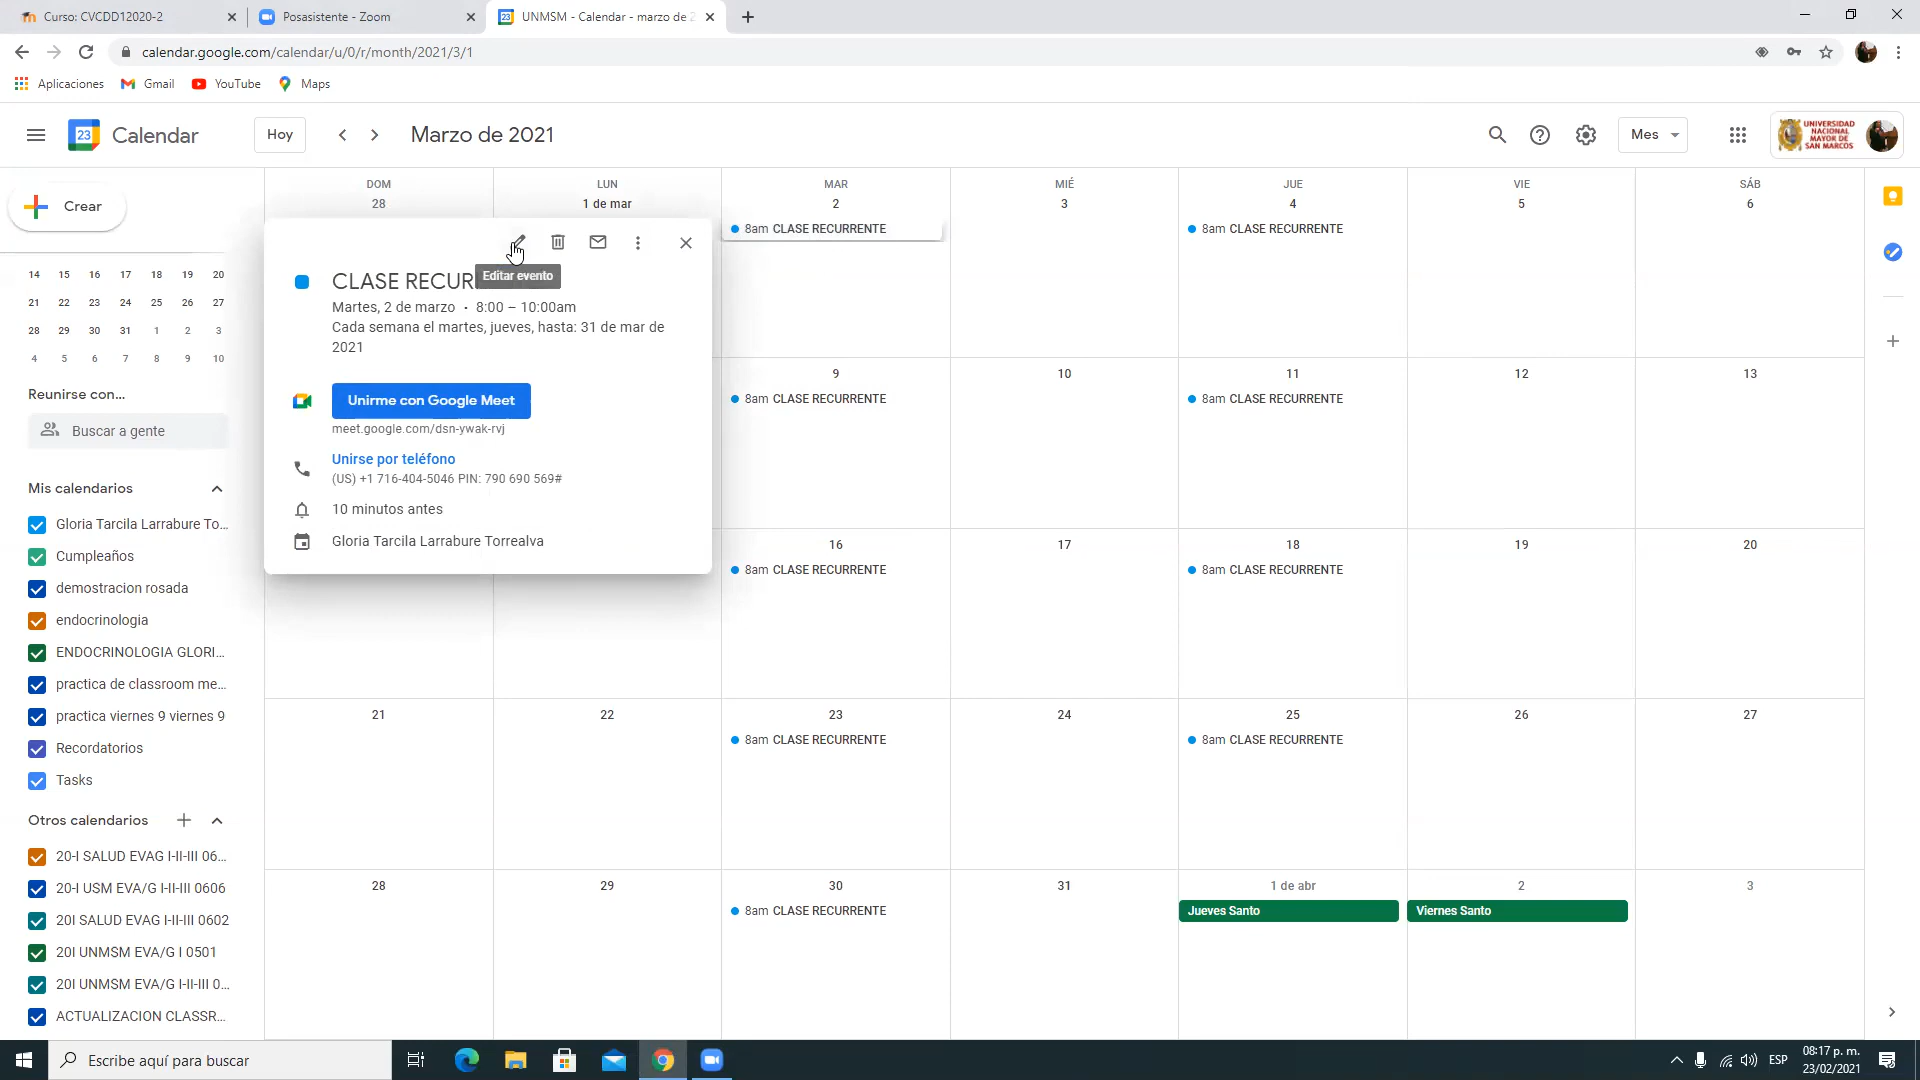 Curso: CVCDD12020-2
Posasistente - Zoom
UNMSM - Calendar - marzo de 2
calendar.google.com/calendar/u/0/r/month/2021/3/1
Aplicaciones
Gmail
YouTube
Maps
23
Calendar
Hoy
Marzo de 2021
Mes
UNIVERSIDAD
NACIONAL
MAYOR DE
SAN MARCOS
Crear
DOM
LUN
MAR
MIÉ
JUE
VIE
SÁB
28
1 de mar
2
3
4
5
6
8am CLASE RECURRENTE
8am CLASE RECURRENTE
Editar evento
CLASE RECUR
Martes, 2 de marzo · 8:00 – 10:00am
Cada semana el martes, jueves, hasta: 31 de mar de
2021
Unirme con Google Meet
meet.google.com/dsn-ywak-rvj
Unirse por teléfono
(US) +1 716-404-5046 PIN: 790 690 569#
10 minutos antes
Gloria Tarcila Larrabure Torrealva
14 15 16 17 18 19 20
21 22 23 24 25 26 27
28 29 30 31 1 2 3
4 5 6 7 8 9 10
Reunirse con...
Buscar a gente
Mis calendarios
Gloria Tarcila Larrabure To...
Cumpleaños
demostracion rosada
endocrinologia
ENDOCRINOLOGIA GLORI...
practica de classroom me...
practica viernes 9 viernes 9
Recordatorios
Tasks
Otros calendarios
20-I SALUD EVAG I-II-III 06...
20-I USM EVA/G I-II-III 0606
20I SALUD EVAG I-II-III 0602
20I UNMSM EVA/G I 0501
20I UNMSM EVA/G I-II-III 0...
ACTUALIZACION CLASSR...
9
10
11
12
13
8am CLASE RECURRENTE
8am CLASE RECURRENTE
16
17
18
19
20
8am CLASE RECURRENTE
8am CLASE RECURRENTE
21
22
23
24
25
26
27
8am CLASE RECURRENTE
8am CLASE RECURRENTE
28
29
30
31
1 de abr
2
3
8am CLASE RECURRENTE
Jueves Santo
Viernes Santo
Escribe aquí para buscar
ESP
08:17 p. m.
23/02/2021